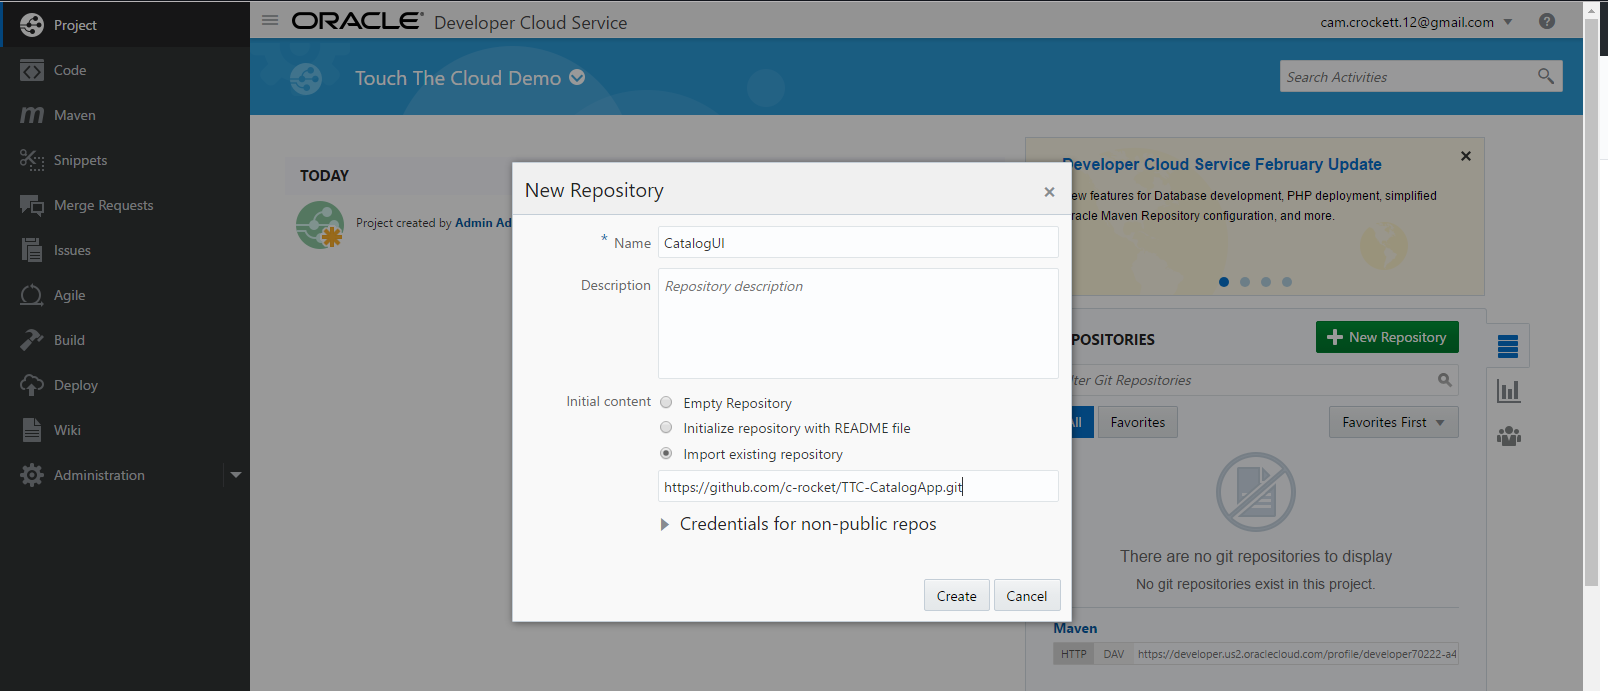 Project
Code
Maven
Snippets
Merge Requests
Issues
Agile
Build
Deploy
Wiki
Administration
ORACLE Developer Cloud Service
cam.crockett.12@gmail.com
?
Touch The Cloud Demo
Search Activities
TODAY
Project created by Admin Ad
New Repository
* Name CatalogUI
Description Repository description
Initial content
Empty Repository
Initialize repository with README file
Import existing repository
https://github.com/c-rocket/TTC-CatalogApp.git
Credentials for non-public repos
Create Cancel
Developer Cloud Service February Update
ew features for Database development, PHP deployment, simplified
racle Maven Repository configuration, and more.
POSITORIES
New Repository
ter Git Repositories
ll Favorites Favorites First
There are no git repositories to display
No git repositories exist in this project.
Maven
HTTP DAV https://developer.us2.oraclecloud.com/profile/developer70222-a4